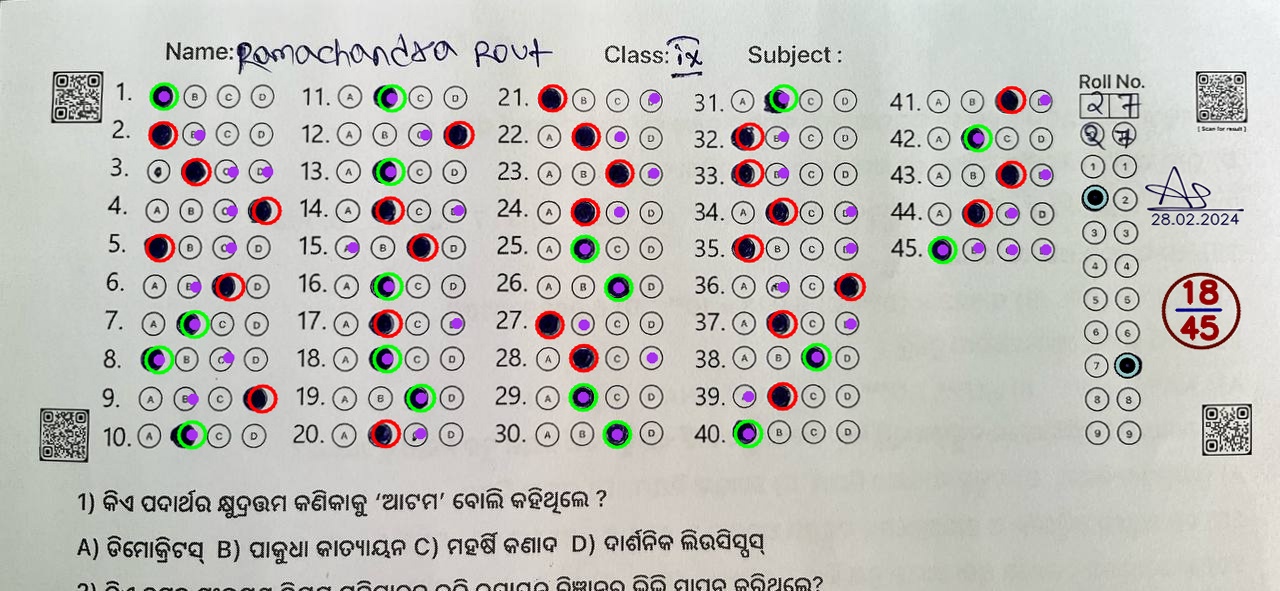 Name: Ramachandra Rout Class: ix Subject :
Roll No.
2 7
2 7
[ Scan for result ]
1. A B C D 11. A B C D 21. A B C D 31. A B C D 41. A B C D
2. A B C D 12. A B C D 22. A B C D 32. A B C D 42. A B C D
3. A B C D 13. A B C D 23. A B C D 33. A B C D 43. A B C D
4. A B C D 14. A B C D 24. A B C D 34. A B C D 44. A B C D
5. A B C D 15. A B C D 25. A B C D 35. A B C D 45. A B C D
6. A B C D 16. A B C D 26. A B C D 36. A B C D
7. A B C D 17. A B C D 27. A B C D 37. A B C D
8. A B C D 18. A B C D 28. A B C D 38. A B C D
9. A B C D 19. A B C D 29. A B C D 39. A B C D
10. A B C D 20. A B C D 30. A B C D 40. A B C D
1 1
2
3 3
4 4
5 5
6 6
7
8 8
9 9
28.02.2024
18
45
1) କିଏ ପଦାର୍ଥର କ୍ଷୁଦ୍ରତ୍ତମ କଣିକାକୁ ‘ଆଟମ’ ବୋଲି କହିଥିଲେ ?
A) ଡିମୋକ୍ରିଟସ୍ B) ପାକୁଧା କାତ୍ୟାୟନ C) ମହର୍ଷି କଣାଦ D) ଦାର୍ଶନିକ ଲିଉସିସ୍ପସ୍